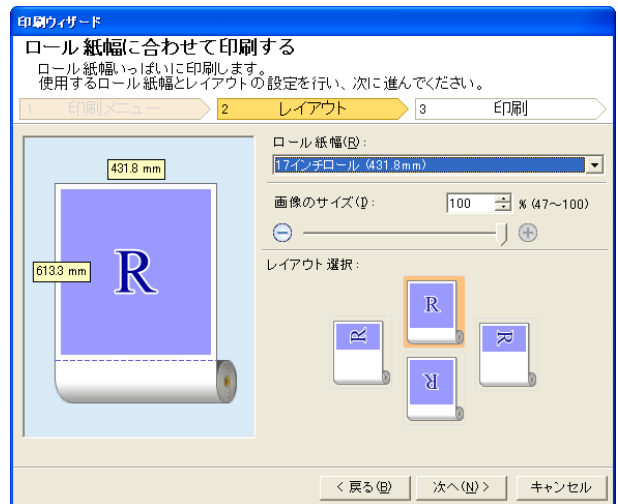 印刷ウィザード
ロール紙幅に合わせて印刷する
ロール紙幅いっぱいに印刷します。
使用するロール紙幅とレイアウトの設定を行い、次に進んでください。
1 印刷メニュー 2 レイアウト 3 印刷
ロール紙幅(R):
17インチロール (431.8mm)
431.8 mm
画像のサイズ(I): 100 % (47～100)
613.3 mm
R
レイアウト選択:
R
R
R
R
< 戻る(B) 次へ(N) > キャンセル